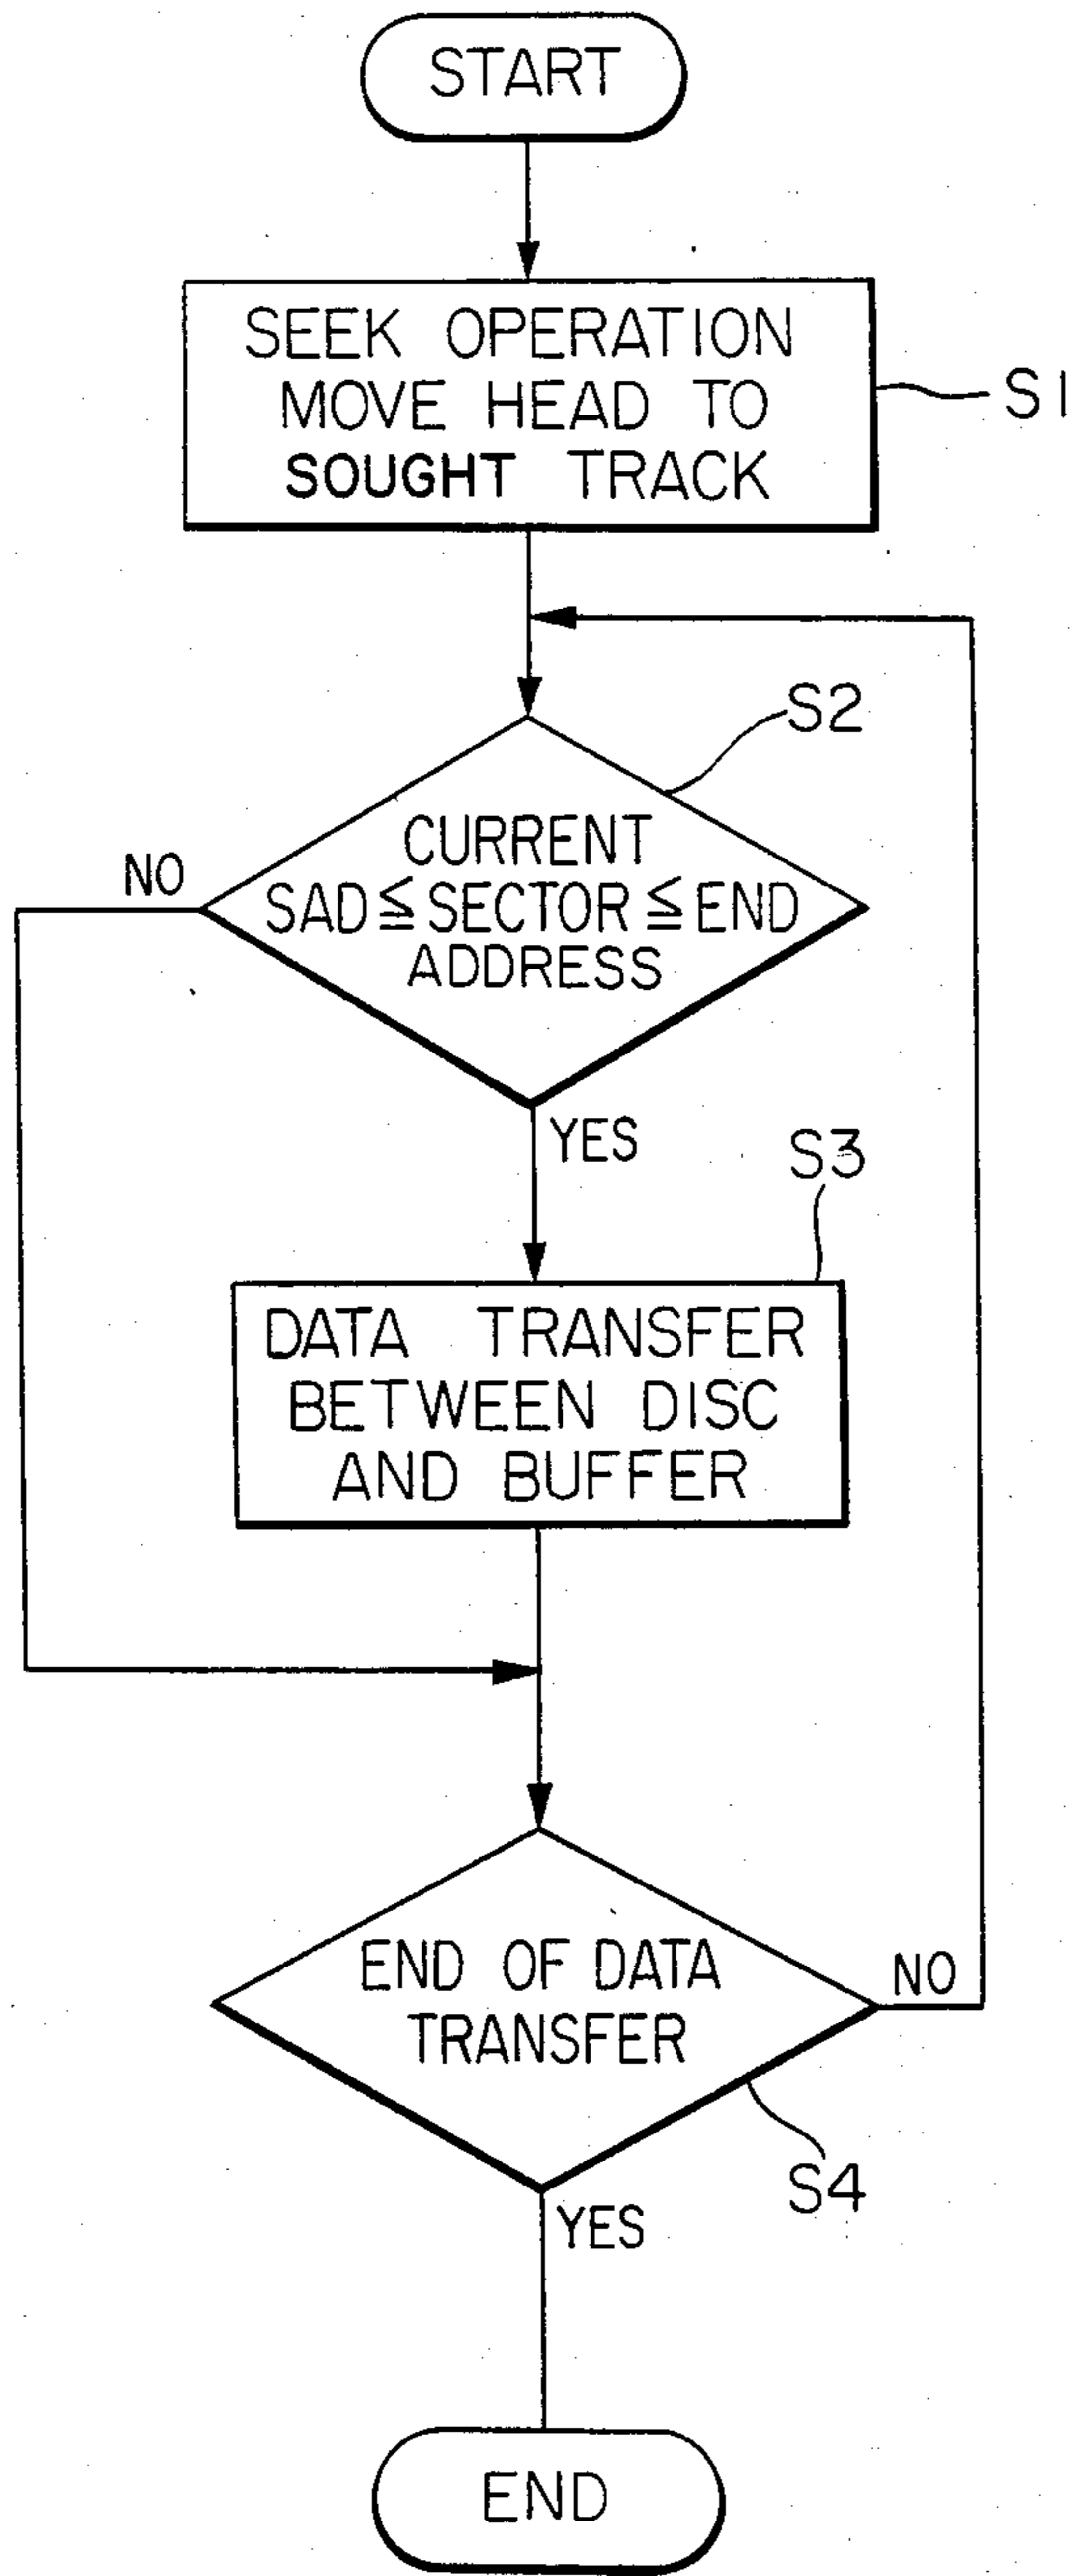 START
SEEK OPERATION
MOVE HEAD TO
SOUGHT TRACK
S1
S2
CURRENT
SAD≦SECTOR≦END
ADDRESS
NO
YES
S3
DATA TRANSFER
BETWEEN DISC
AND BUFFER
END OF DATA
TRANSFER
NO
S4
YES
END